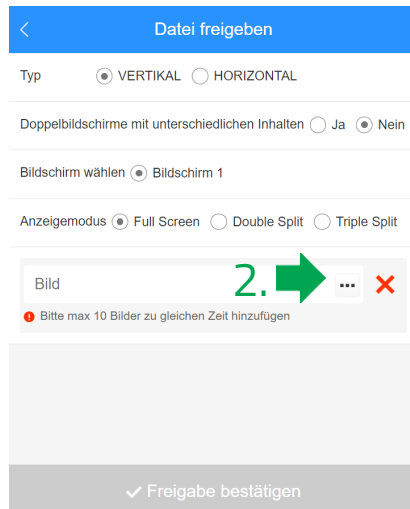 Datei freigeben
Typ VERTIKAL HORIZONTAL
Doppelbildschirme mit unterschiedlichen Inhalten Ja Nein
Bildschirm wählen Bildschirm 1
Anzeigemodus Full Screen Double Split Triple Split
Bild 2. ...
Bitte max 10 Bilder zu gleichen Zeit hinzufügen
Freigabe bestätigen